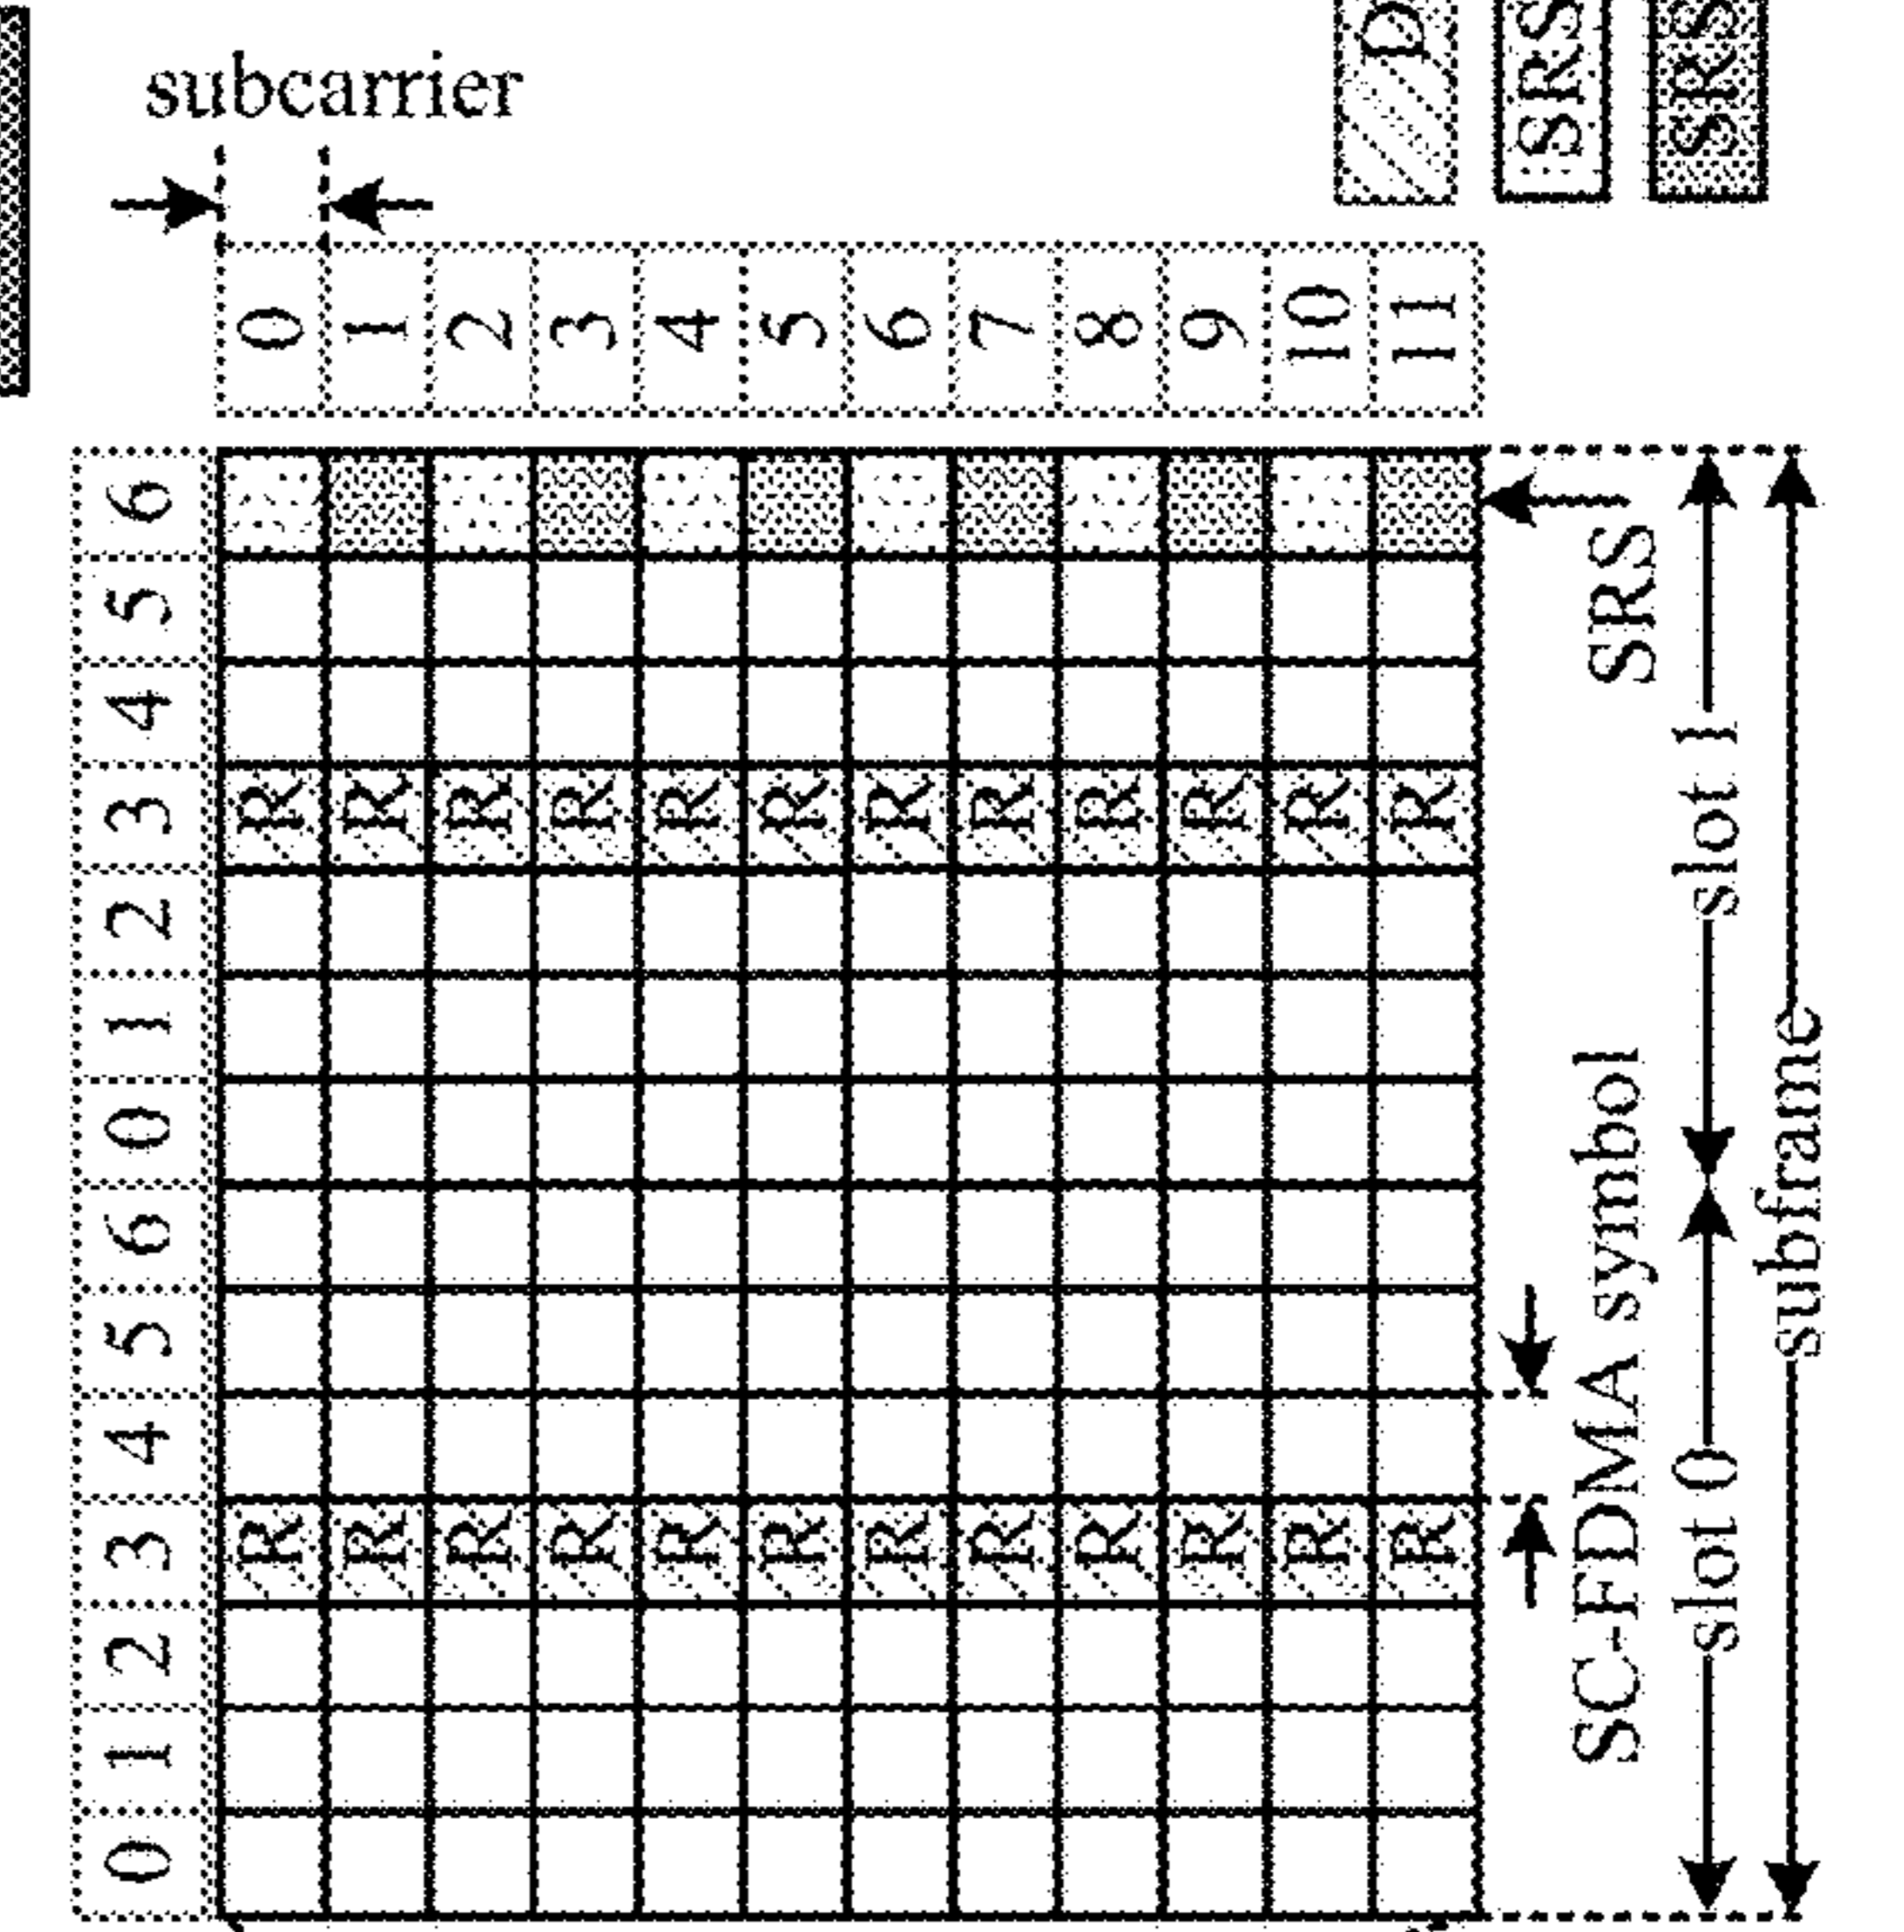 subcarrier
0 1 2 3 4 5 6 7 8 9 10 11
0 1 2 3 4 5 6 0 1 2 3 4 5 6
R R R R R R R R R R R R
R R R R R R R R R R R R
SRS
SC-FDMA symbol
slot 0
slot 1
subframe
D
SRS
SRS